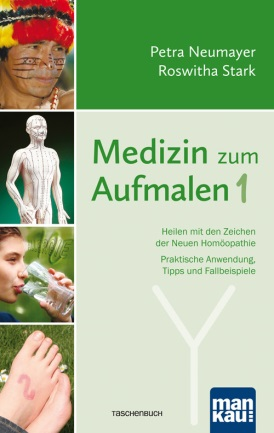 Petra Neumayer
Roswitha Stark
Medizin zum
Aufmalen 1
Heilen mit den Zeichen
der Neuen Homöopathie
Praktische Anwendung,
Tipps und Fallbeispiele
TASCHENBUCH
man
kau!